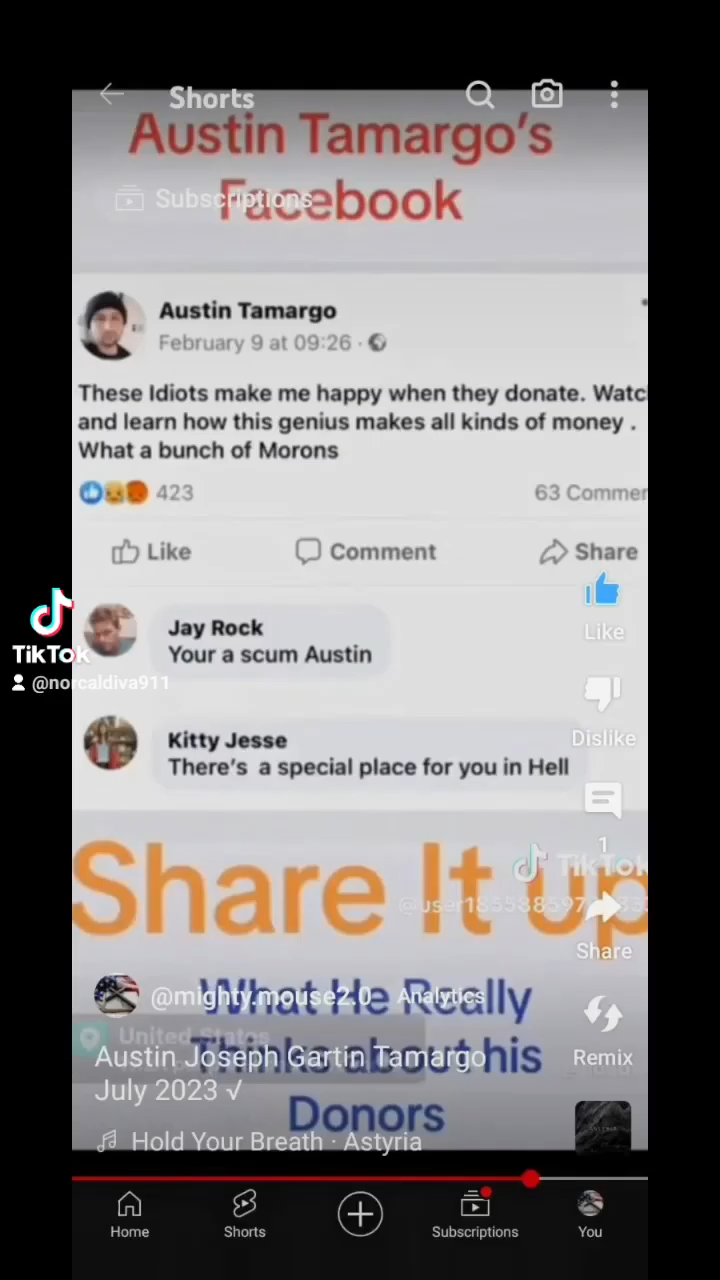 Shorts
Austin Tamargo's
Subscriptions
Facebook
Austin Tamargo
February 9 at 09:26
These Idiots make me happy when they donate. Watc
and learn how this genius makes all kinds of money .
What a bunch of Morons
423
63 Commer
Like
Comment
Share
Jay Rock
Your a scum Austin
Like
TikTok
@norcaldiva911
Kitty Jesse
There's a special place for you in Hell
Dislike
1
Share It up
TikTok
Share
@mighty.mouse2.0
Analytics
What He Really
United States
Austin Joseph Gartin Tamargo
Thinks about his
July 2023 √
Donors
Remix
Hold Your Breath · Astyria
Home
Shorts
Subscriptions
You